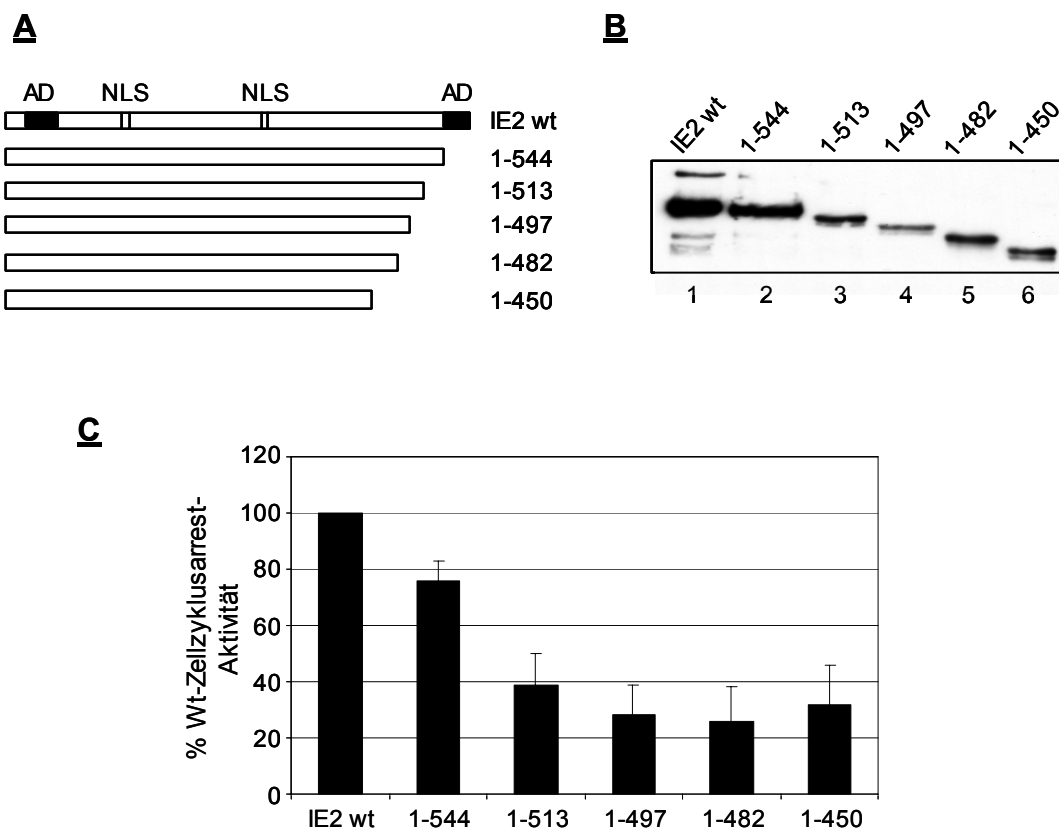 A
AD NLS NLS AD
IE2 wt
1-544
1-513
1-497
1-482
1-450
B
IE2 wt 1-544 1-513 1-497 1-482 1-450
1 2 3 4 5 6
C
% Wt-Zellzyklusarrest-
Aktivität
120
100
80
60
40
20
0
IE2 wt 1-544 1-513 1-497 1-482 1-450